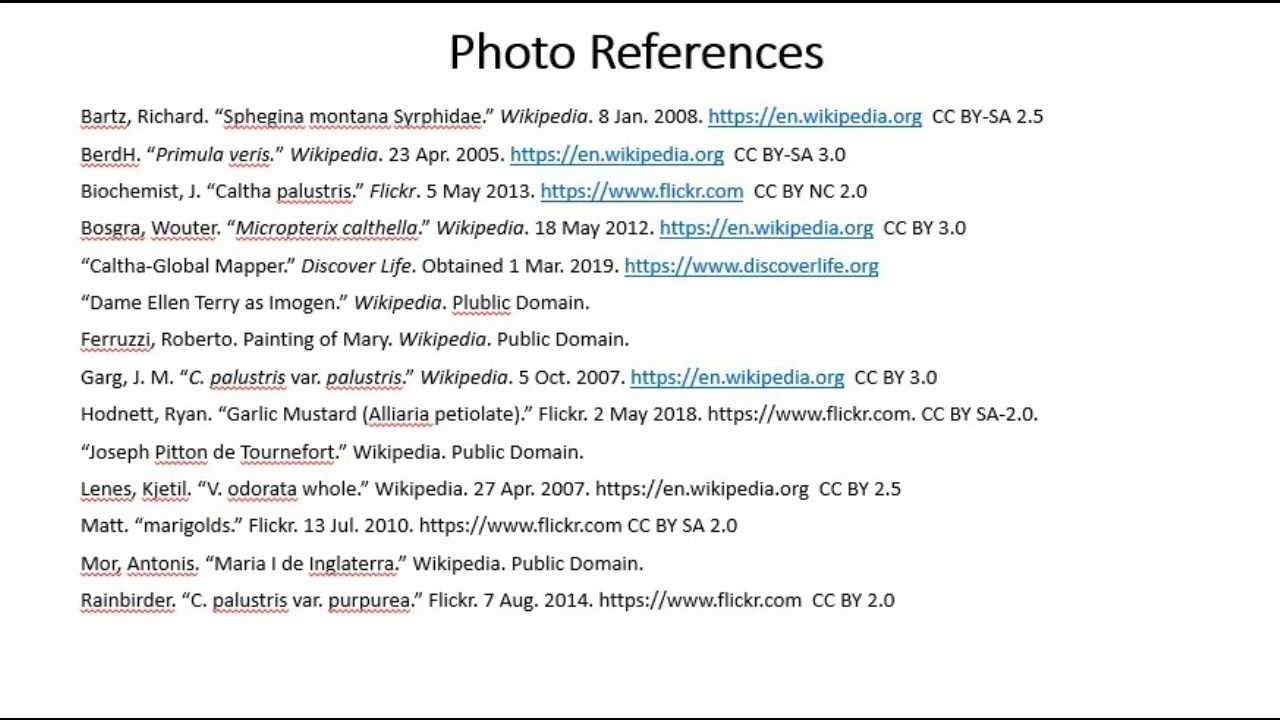 Photo References
Bartz, Richard. “Sphegina montana Syrphidae.” Wikipedia. 8 Jan. 2008. https://en.wikipedia.org CC BY-SA 2.5
BerdH. “Primula veris.” Wikipedia. 23 Apr. 2005. https://en.wikipedia.org CC BY-SA 3.0
Biochemist, J. “Caltha palustris.” Flickr. 5 May 2013. https://www.flickr.com CC BY NC 2.0
Bosgra, Wouter. “Micropterix calthella.” Wikipedia. 18 May 2012. https://en.wikipedia.org CC BY 3.0
“Caltha-Global Mapper.” Discover Life. Obtained 1 Mar. 2019. https://www.discoverlife.org
“Dame Ellen Terry as Imogen.” Wikipedia. Plublic Domain.
Ferruzzi, Roberto. Painting of Mary. Wikipedia. Public Domain.
Garg, J. M. “C. palustris var. palustris.” Wikipedia. 5 Oct. 2007. https://en.wikipedia.org CC BY 3.0
Hodnett, Ryan. “Garlic Mustard (Alliaria petiolate).” Flickr. 2 May 2018. https://www.flickr.com. CC BY SA-2.0.
“Joseph Pitton de Tournefort.” Wikipedia. Public Domain.
Lenes, Kjetil. “V. odorata whole.” Wikipedia. 27 Apr. 2007. https://en.wikipedia.org CC BY 2.5
Matt. “marigolds.” Flickr. 13 Jul. 2010. https://www.flickr.com CC BY SA 2.0
Mor, Antonis. “Maria I de Inglaterra.” Wikipedia. Public Domain.
Rainbirder. “C. palustris var. purpurea.” Flickr. 7 Aug. 2014. https://www.flickr.com CC BY 2.0